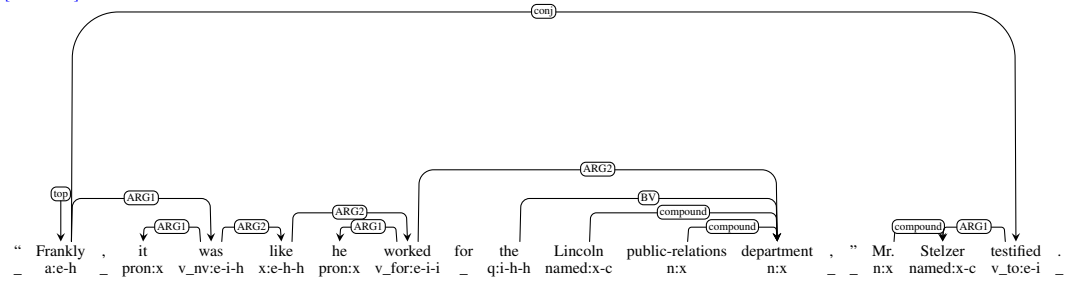 conj
ARG2
top ARG1 BV
ARG2 compound
ARG1 ARG2 ARG1 compound compound ARG1
“ Frankly , it was like he worked for the Lincoln public-relations department , ” Mr. Stelzer testified .
_ a:e-h _ pron:x v_nv:e-i-h x:e-h-h pron:x v_for:e-i-i _ q:i-h-h named:x-c n:x n:x _ _ n:x named:x-c v_to:e-i _